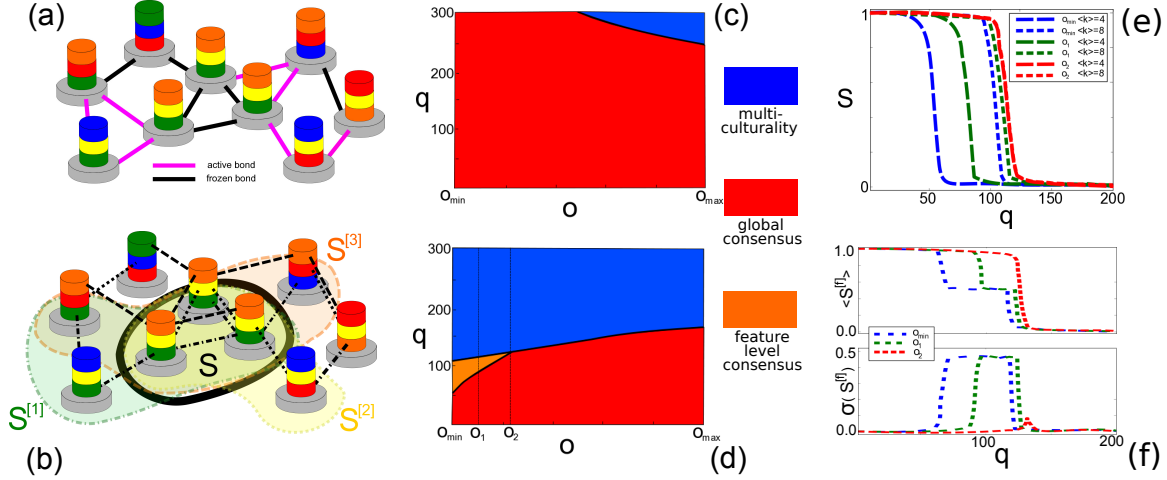 (a)
active bond
frozen bond
(b)
S[1]
S[2]
S[3]
S
(c)
300
200
100
q
o_min
o
o_max
multi-
culturality
global
consensus
feature
level
consensus
300
200
100
q
o_min
o_1
o_2
o
o_max
(d)
(e)
1
S
0
50
100
150
200
q
o_min <k>=4
o_min <k>=8
o_1 <k>=4
o_1 <k>=8
o_2 <k>=4
o_2 <k>=8
1.0
<S[f]>
0.0
o_min
o_1
o_2
0.5
σ(S[f])
0.0
100
200
q
(f)